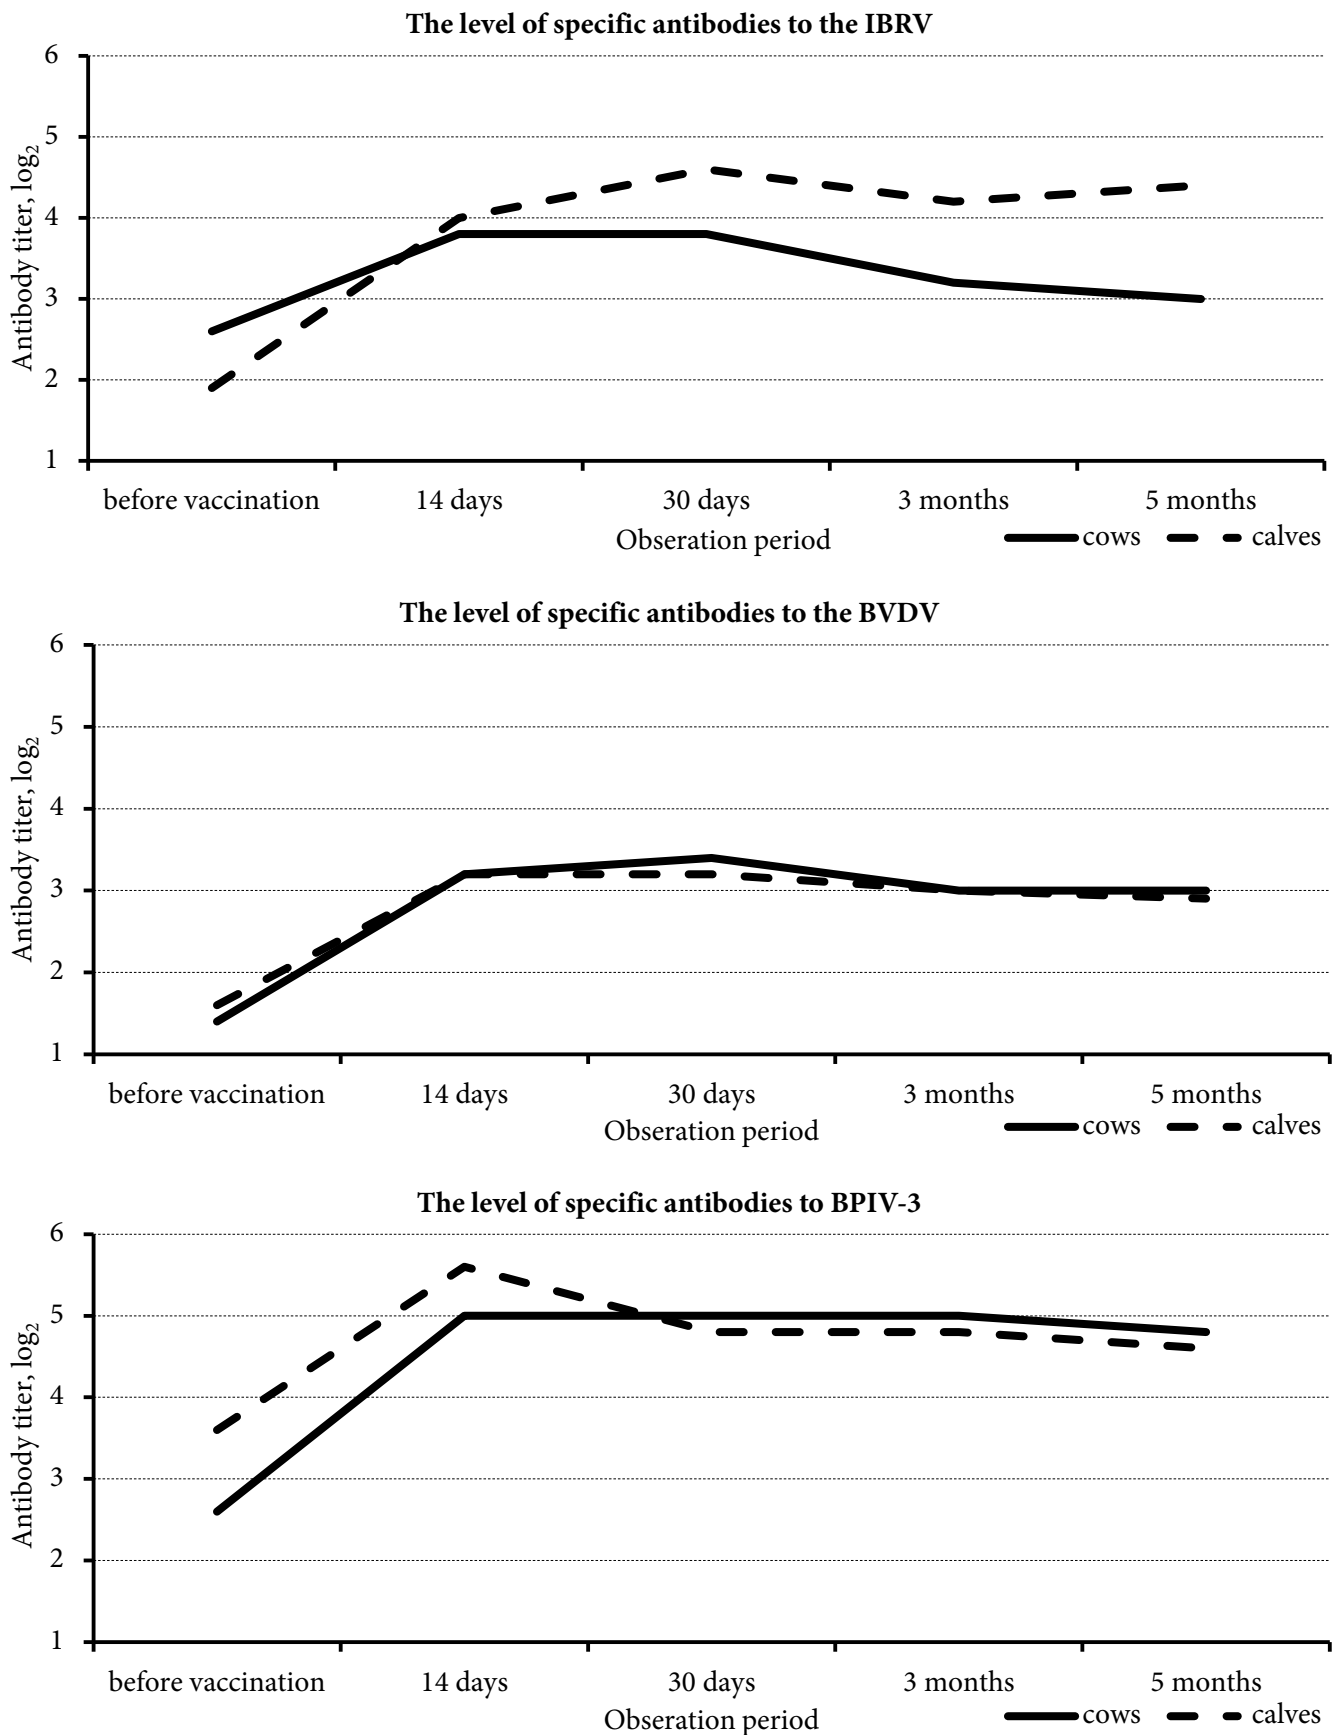 The level of specific antibodies to the IBRV
6
5
4
3
2
1
Antibody titer, log₂
before vaccination 14 days 30 days 3 months 5 months
Obseration period
cows calves
The level of specific antibodies to the BVDV
6
5
4
3
2
1
Antibody titer, log₂
before vaccination 14 days 30 days 3 months 5 months
Obseration period
cows calves
The level of specific antibodies to BPIV-3
6
5
4
3
2
1
Antibody titer, log₂
before vaccination 14 days 30 days 3 months 5 months
Obseration period
cows calves